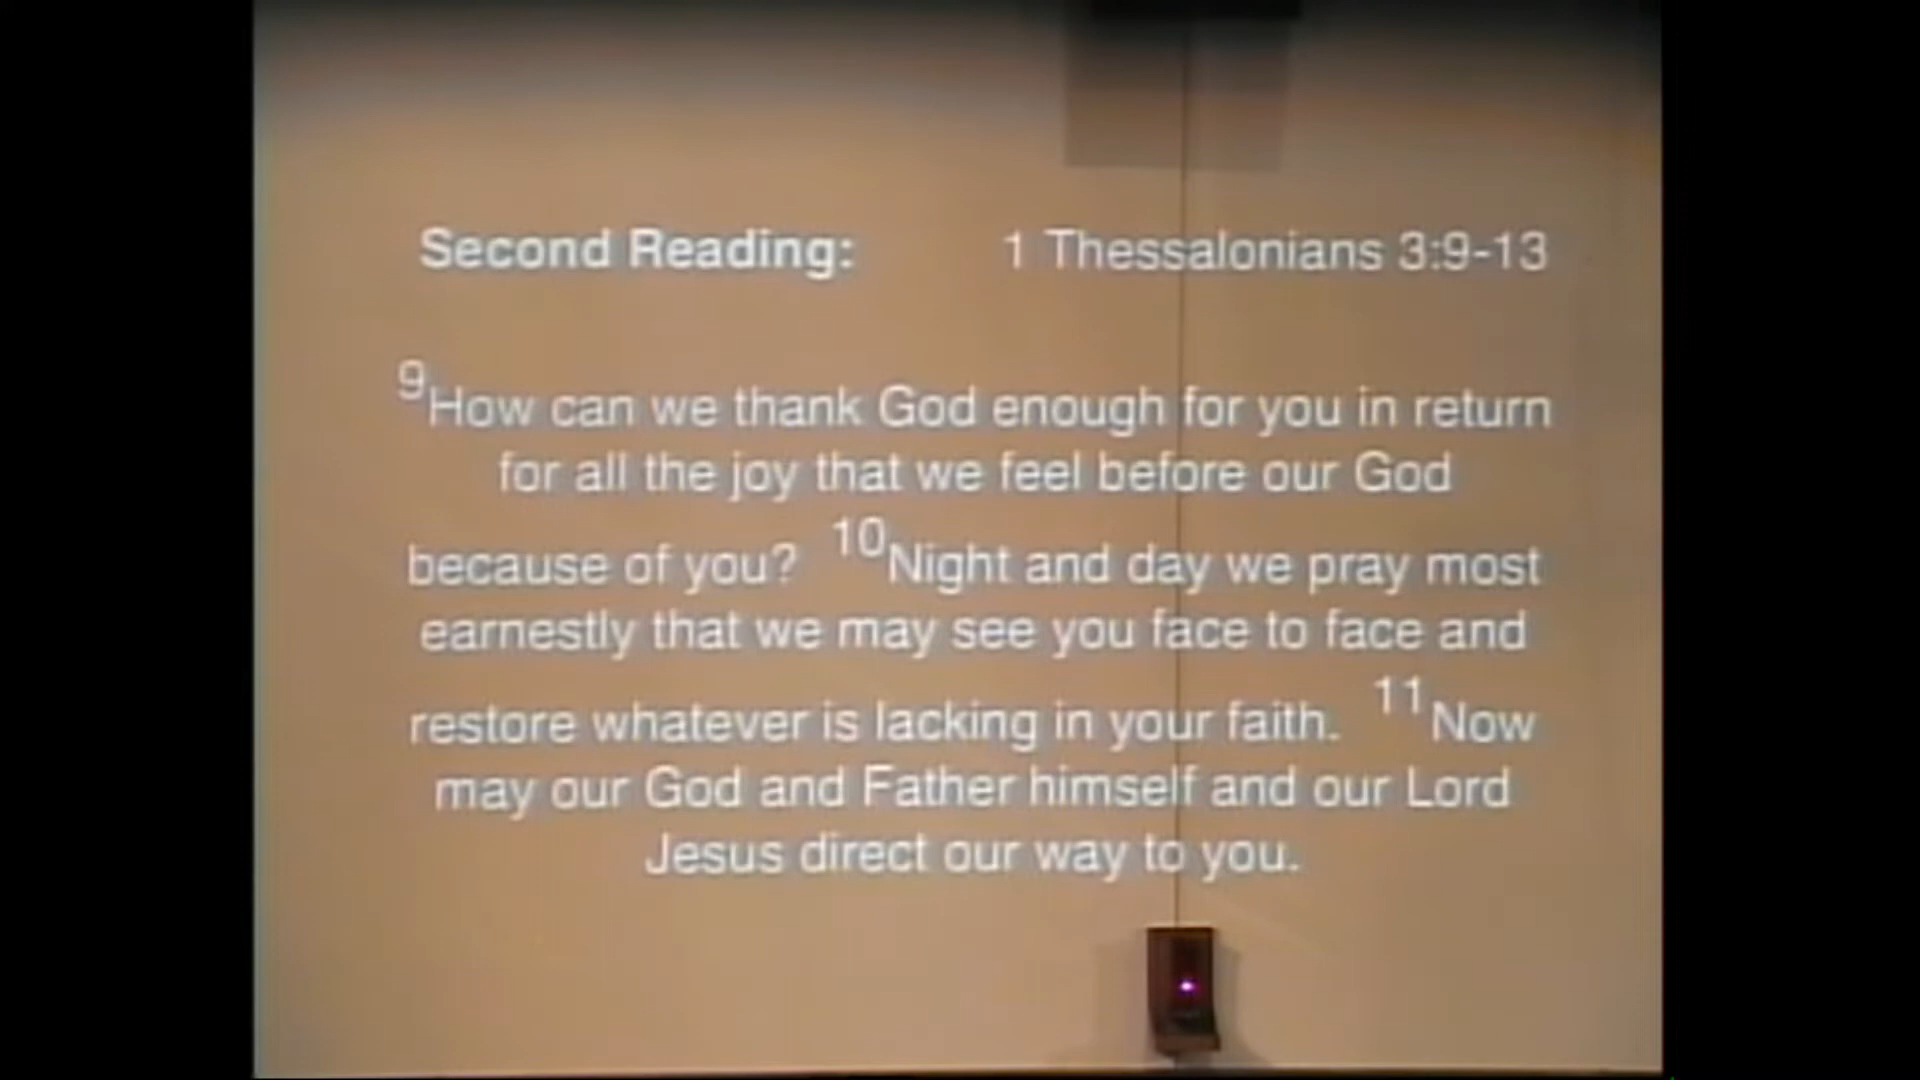 Second Reading: 1 Thessalonians 3:9-13
9How can we thank God enough for you in return
for all the joy that we feel before our God
because of you? 10Night and day we pray most
earnestly that we may see you face to face and
restore whatever is lacking in your faith. 11Now
may our God and Father himself and our Lord
Jesus direct our way to you.